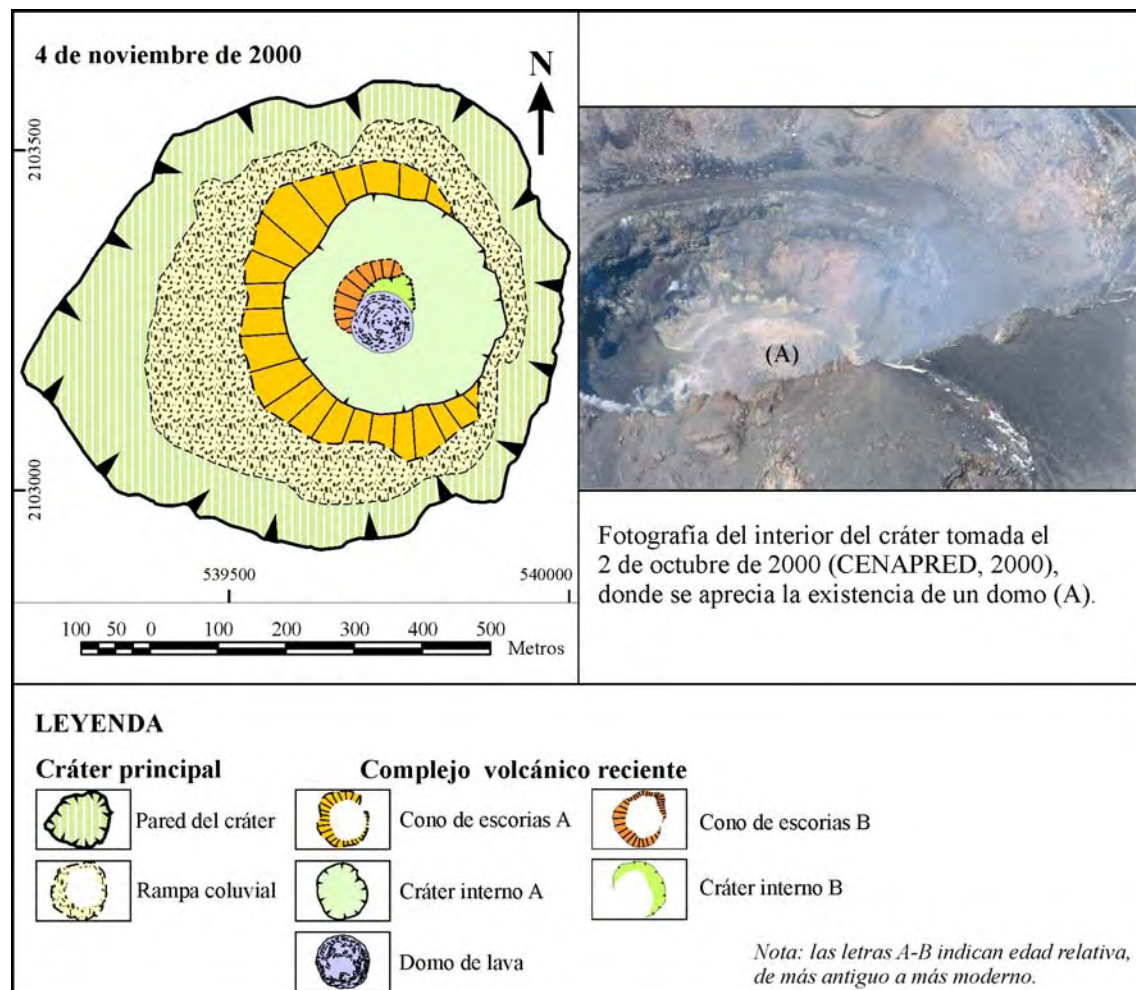 4 de noviembre de 2000
N
2103500
2103000
539500
540000
100 50 0 100 200 300 400 500
Metros
(A)
Fotografía del interior del cráter tomada el
2 de octubre de 2000 (CENAPRED, 2000),
donde se aprecia la existencia de un domo (A).
LEYENDA
Cráter principal
Pared del cráter
Rampa coluvial
Complejo volcánico reciente
Cono de escorias A
Cráter interno A
Domo de lava
Cono de escorias B
Cráter interno B
Nota: las letras A-B indican edad relativa,
de más antiguo a más moderno.